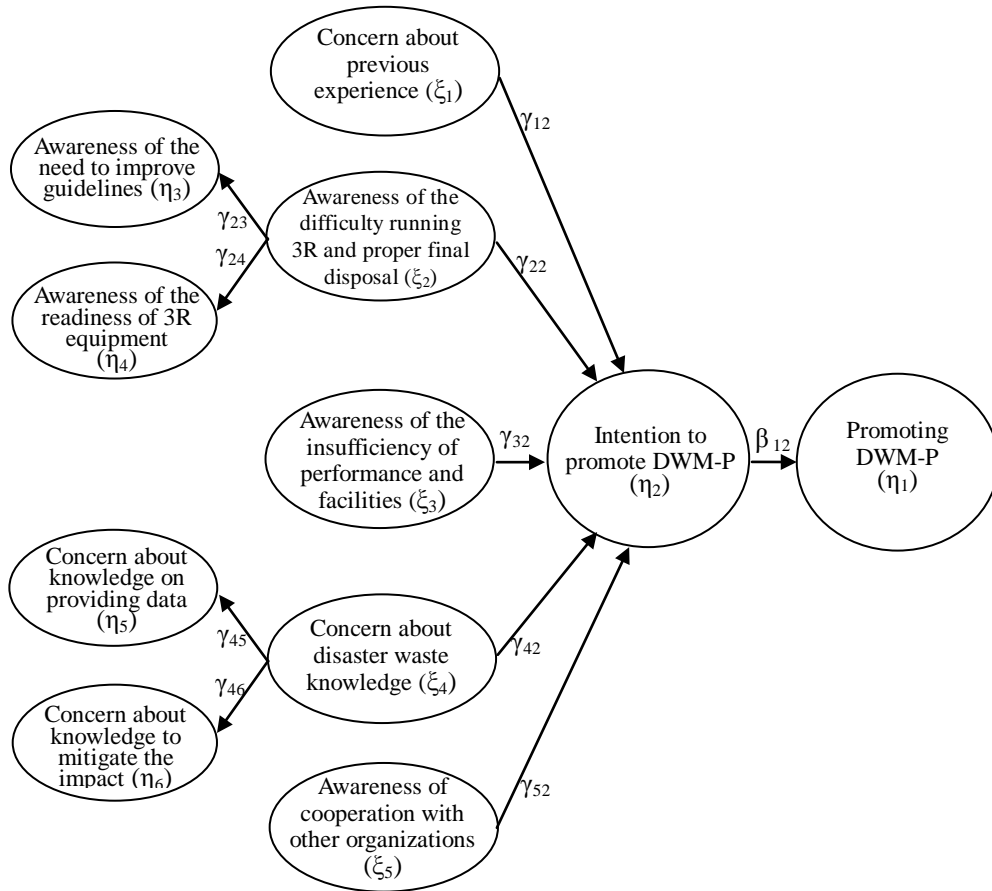 Concern about
previous
experience (ξ1)
γ12
Awareness of the
need to improve
guidelines (η3)
γ23
γ24
Awareness of the
readiness of 3R
equipment
(η4)
Awareness of the
difficulty running
3R and proper final
disposal (ξ2)
γ22
Awareness of the
insufficiency of
performance and
facilities (ξ3)
γ32
Intention to
promote DWM-P
(η2)
β12
Promoting
DWM-P
(η1)
Concern about
knowledge on
providing data
(η5)
γ45
γ46
Concern about
knowledge to
mitigate the
impact (η6)
Concern about
disaster waste
knowledge (ξ4)
γ42
Awareness of
cooperation with
other organizations
(ξ5)
γ52